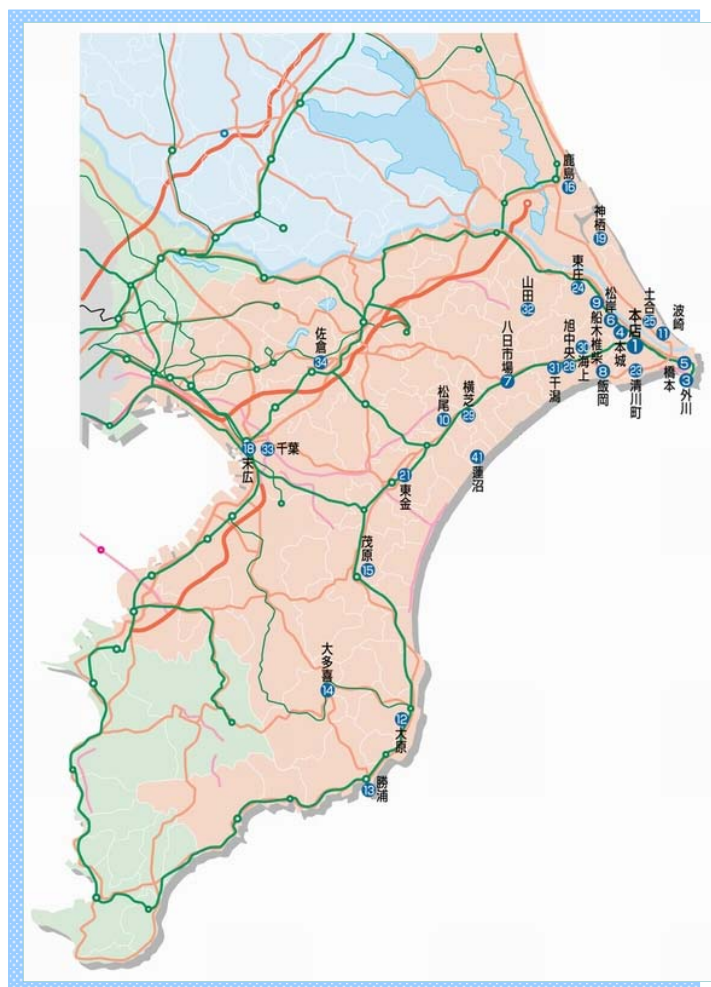 鹿島
16
神栖
19
東庄
24
山田
32
船木椎柴
9
松岸
6
本城
4
本店
1
土合
25
波崎
11
橋本
5
外川
3
清川町
23
飯岡
8
海上
30
旭中央
28
干潟
31
八日市場
7
横芝
29
松尾
10
佐倉
34
蓮沼
41
東金
21
千葉
33
末広
18
茂原
15
大多喜
14
大原
12
勝浦
13